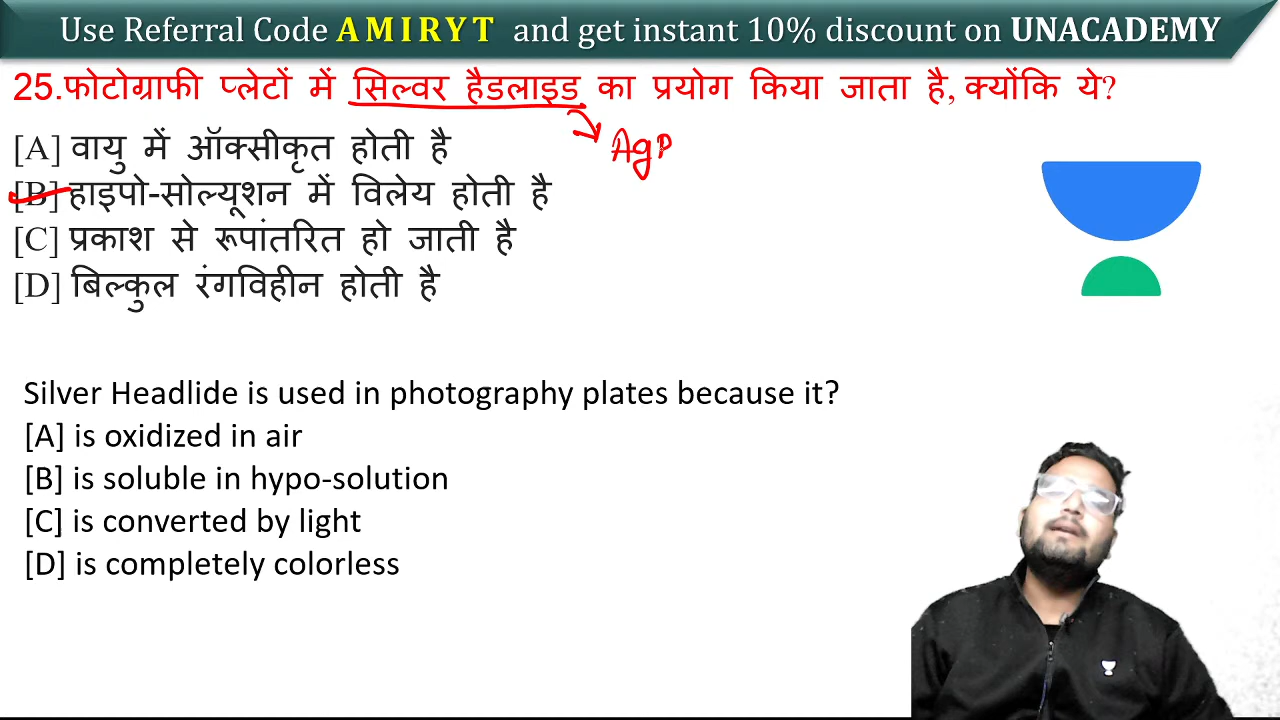 Use Referral Code AMIRYT and get instant 10% discount on UNACADEMY
25.फोटोग्राफी प्लेटों में सिल्वर हैडलाइड का प्रयोग किया जाता है, क्योंकि ये?
[A] वायु में ऑक्सीकृत होती है
[B] हाइपो-सोल्यूशन में विलेय होती है
[C] प्रकाश से रूपांतरित हो जाती है
[D] बिल्कुल रंगविहीन होती है
Silver Headlide is used in photography plates because it?
[A] is oxidized in air
[B] is soluble in hypo-solution
[C] is converted by light
[D] is completely colorless